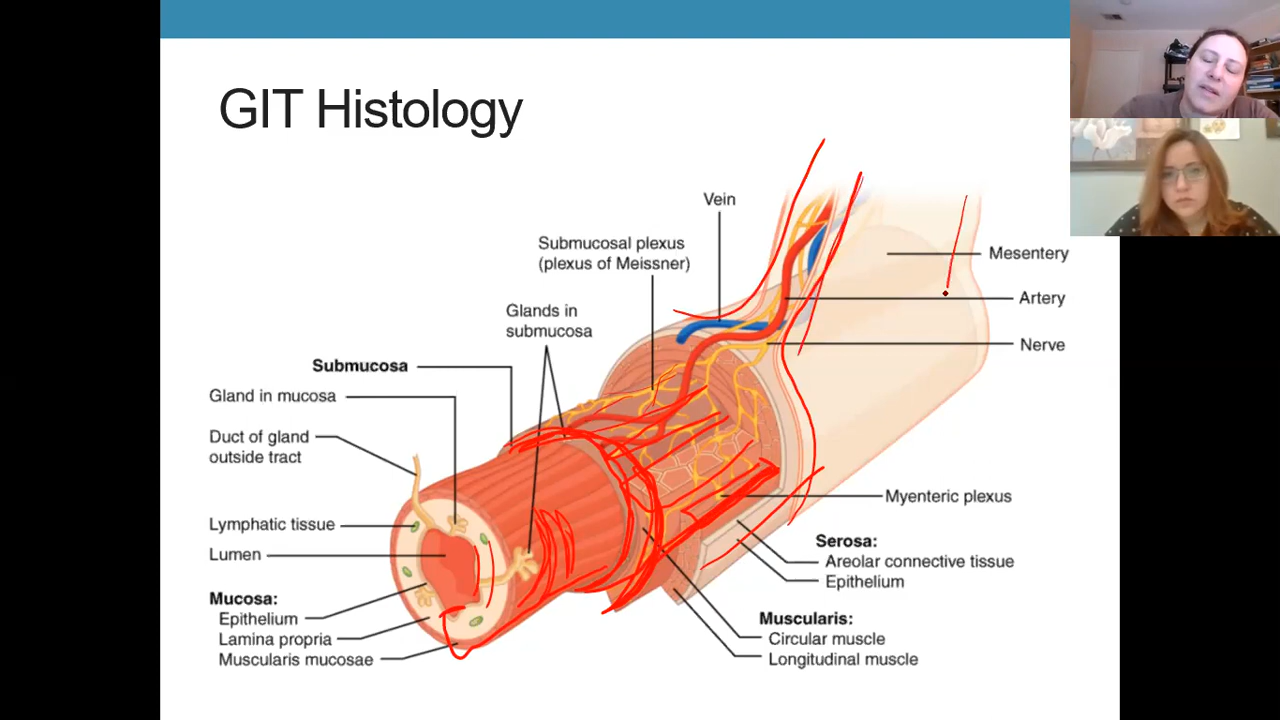 GIT Histology
Vein
Submucosal plexus
(plexus of Meissner)
Mesentery
Artery
Glands in
submucosa
Nerve
Submucosa
Gland in mucosa
Duct of gland
outside tract
Myenteric plexus
Lymphatic tissue
Serosa:
Lumen
Areolar connective tissue
Epithelium
Mucosa:
Epithelium
Muscularis:
Lamina propria
Circular muscle
Muscularis mucosae
Longitudinal muscle